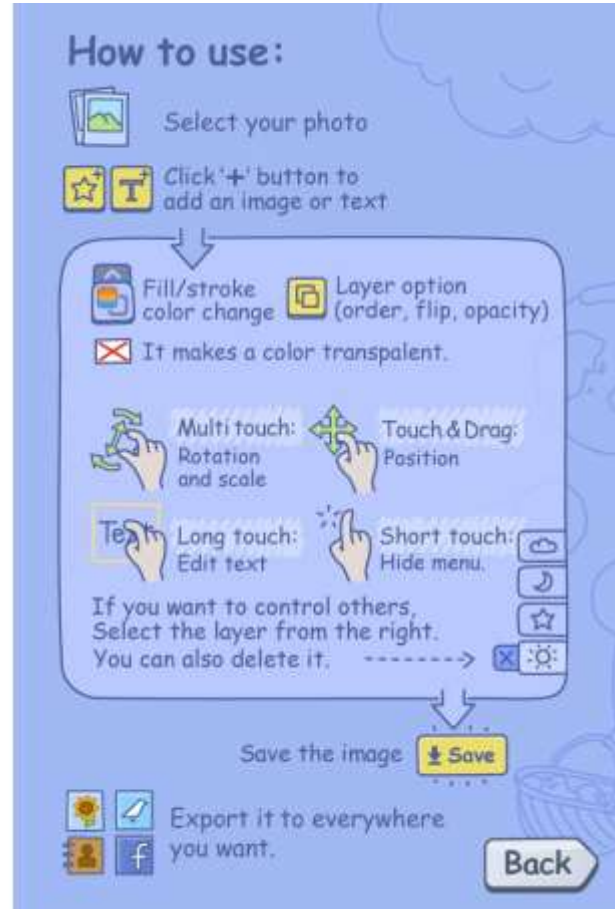 How to use:
Select your photo
Click '+' button to
add an image or text
Fill/stroke
color change
Layer option
(order, flip, opacity)
It makes a color transpalent.
Multi touch:
Rotation
and scale
Touch & Drag:
Position
Text
Long touch:
Edit text
Short touch:
Hide menu.
If you want to control others,
Select the layer from the right.
You can also delete it.
Save the image
Save
Export it to everywhere
you want.
Back